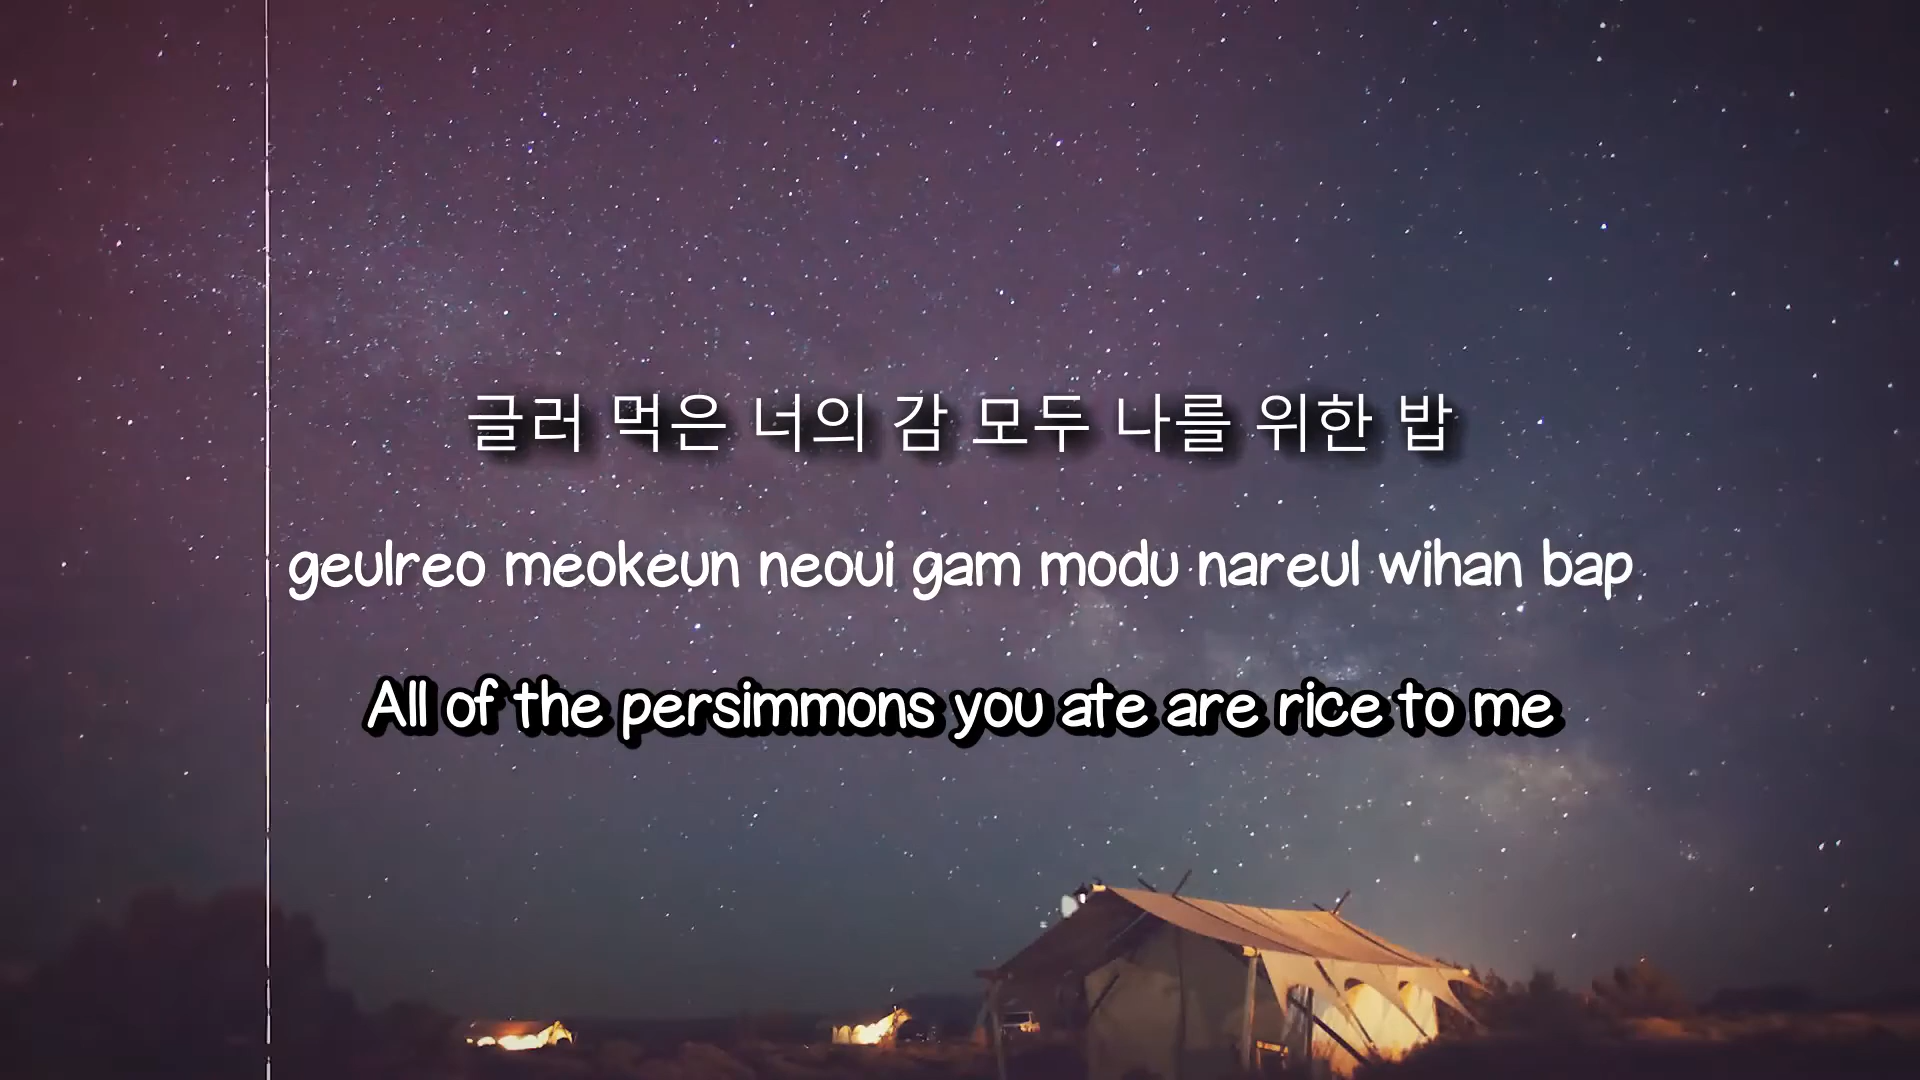 글러 먹은 너의 감 모두 나를 위한 밥
geulreo meokeun neoui gam modu nareul wihan bap
All of the persimmons you ate are rice to me